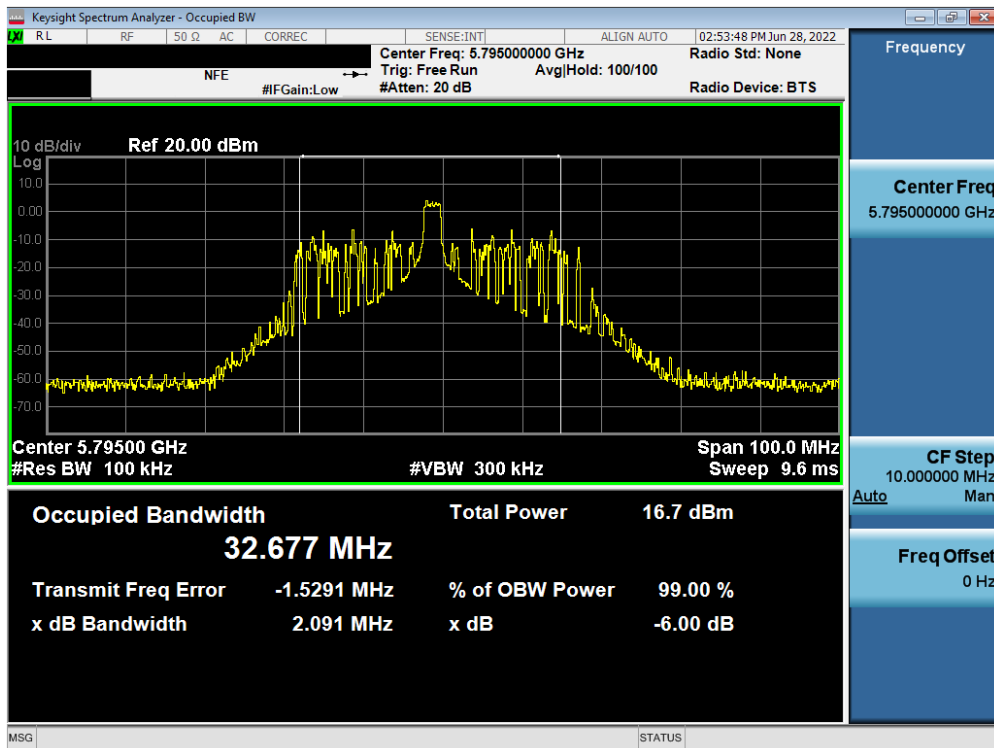 Keysight Spectrum Analyzer - Occupied BW
LXI RL RF 50 Ω AC CORREC SENSE:INT ALIGN AUTO 02:53:48 PM Jun 28, 2022
Center Freq: 5.795000000 GHz Radio Std: None
NFE Trig: Free Run Avg|Hold: 100/100
#IFGain:Low #Atten: 20 dB Radio Device: BTS
10 dB/div Ref 20.00 dBm
Log
10.0
0.00
-10.0
-20.0
-30.0
-40.0
-50.0
-60.0
-70.0
Center 5.79500 GHz Span 100.0 MHz
#Res BW 100 kHz #VBW 300 kHz Sweep 9.6 ms
Occupied Bandwidth Total Power 16.7 dBm
32.677 MHz
Transmit Freq Error -1.5291 MHz % of OBW Power 99.00 %
x dB Bandwidth 2.091 MHz x dB -6.00 dB
Frequency
Center Freq
5.795000000 GHz
CF Step
10.000000 MHz
Auto Man
Freq Offset
0 Hz
MSG STATUS